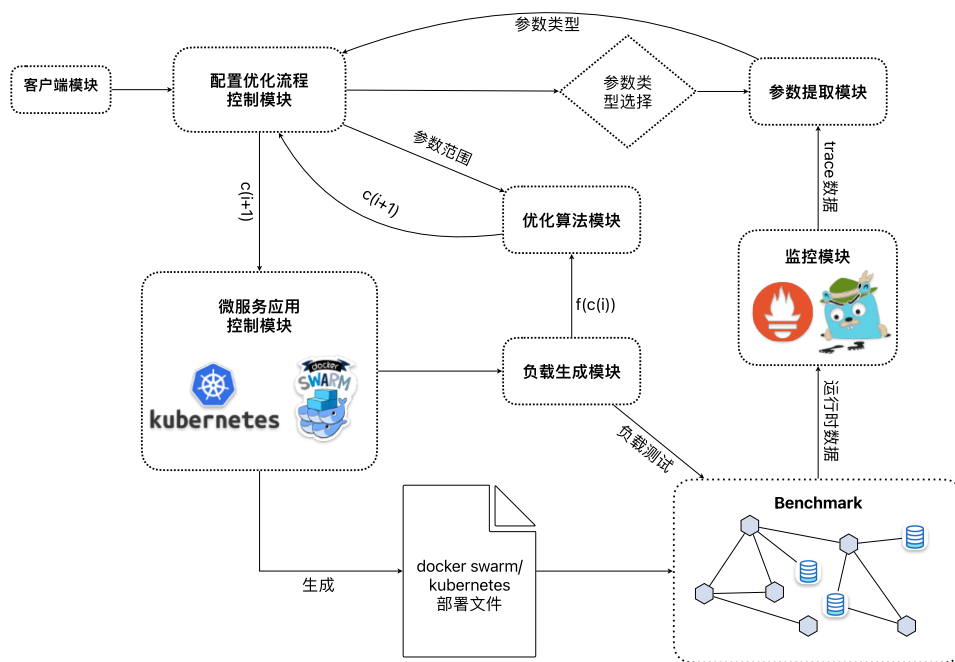 参数类型
客户端模块
配置优化流程
控制模块
参数类
型选择
参数提取模块
参数范围
trace数据
c(i+1)
c(i+1)
优化算法模块
监控模块
微服务应用
控制模块
f(c(i))
docker
SWARM
kubernetes
负载生成模块
运行时数据
负载测试
Benchmark
docker swarm/
kubernetes
部署文件
生成